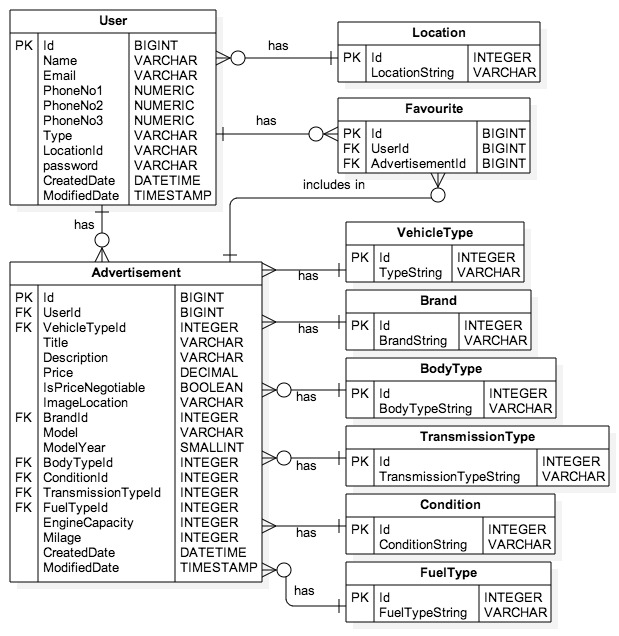 User
PK Id BIGINT
Name VARCHAR
Email VARCHAR
PhoneNo1 NUMERIC
PhoneNo2 NUMERIC
PhoneNo3 NUMERIC
Type VARCHAR
LocationId VARCHAR
password VARCHAR
CreatedDate DATETIME
ModifiedDate TIMESTAMP
has
Location
PK Id INTEGER
LocationString VARCHAR
has
Favourite
PK Id BIGINT
FK UserId BIGINT
FK AdvertisementId BIGINT
includes in
has
Advertisement
PK Id BIGINT
FK UserId BIGINT
FK VehicleTypeId INTEGER
Title VARCHAR
Description VARCHAR
Price DECIMAL
IsPriceNegotiable BOOLEAN
ImageLocation VARCHAR
FK BrandId INTEGER
Model VARCHAR
ModelYear SMALLINT
FK BodyTypeId INTEGER
FK ConditionId INTEGER
FK TransmissionTypeId INTEGER
FK FuelTypeId INTEGER
EngineCapacity INTEGER
Milage INTEGER
CreatedDate DATETIME
ModifiedDate TIMESTAMP
has
VehicleType
PK Id INTEGER
TypeString VARCHAR
has
Brand
PK Id INTEGER
BrandString VARCHAR
has
BodyType
PK Id INTEGER
BodyTypeString VARCHAR
has
TransmissionType
PK Id INTEGER
TransmissionTypeString VARCHAR
has
Condition
PK Id INTEGER
ConditionString VARCHAR
has
FuelType
PK Id INTEGER
FuelTypeString VARCHAR